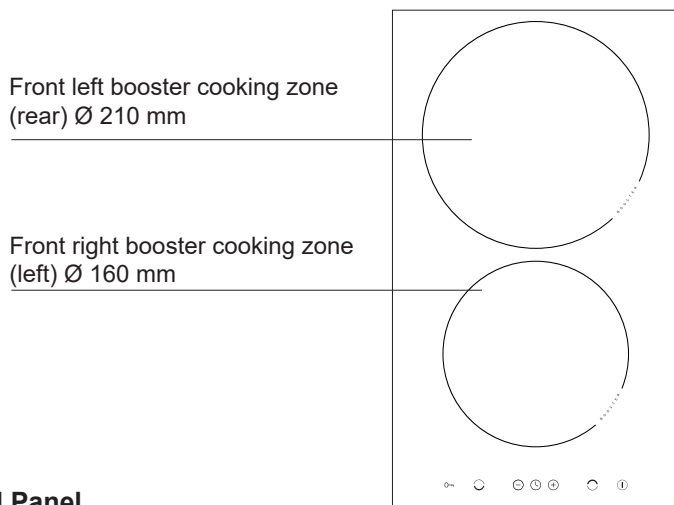 Front left booster cooking zone
(rear) Ø 210 mm
Front right booster cooking zone
(left) Ø 160 mm
Panel